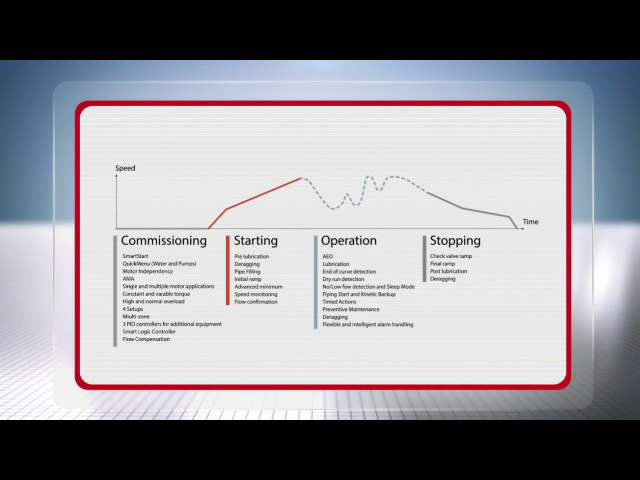 Speed
Time
Commissioning
SmartStart
QuickMenu (Water and Pumps)
Motor Independency
AMA
Single and multiple motor applications
Constant and varable torque
High and normal overload
4 Setups
Multi-zone
3 PID controllers for additional equipment
Smart Logic Controller
Flow Compensation
Starting
Pre lubrication
Deragging
Pipe Filling
Initial ramp
Advanced minimum
Speed monitoring
Flow confirmation
Operation
AEO
Lubrication
End of curve detection
Dry run detection
No/Low fow detection and Sleep Mode
Flying Start and Kinetic Backup
Timed Actions
Preventive Maintenance
Deragging
Flexible and intelligent alarm handling
Stopping
Check valve ramp
Final ramp
Post lubrication
Deragging